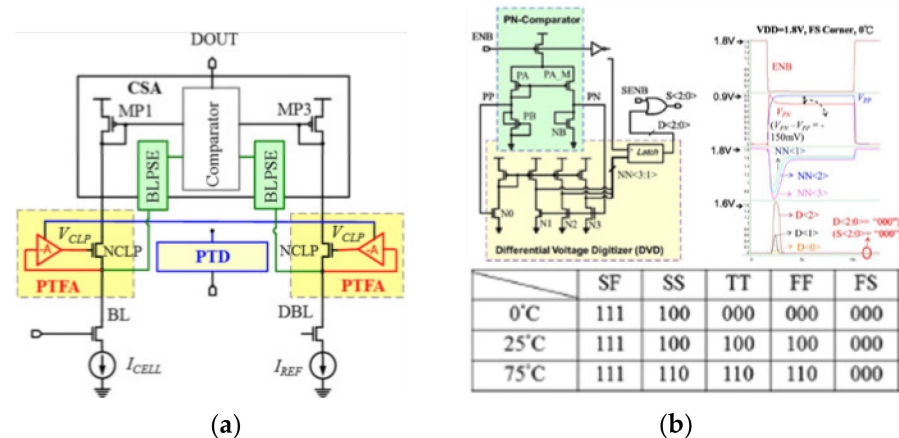 (a)
DOUT
CSA
MP1
MP3
Comparator
BLPSE
BLPSE
V_CLP
V_CLP
-A
NCLP
NCLP
-A
PTD
PTFA
PTFA
BL
DBL
I_CELL
I_REF
(a)
(b)
PN-Comparator
ENB
PA
PA_M
PP
PN
PB
NB
SENB
S<2:0>
D<2:0>
Latch
NN<3:1>
N0
N1
N2
N3
Differential Voltage Digitizer (DVD)
VDD=1.8V, FS Corner, 0℃
1.8V
ENB
0.9V
V_PP
V_PN
(V_PN – V_PP = -
150mV)
1.8V
NN<1>
NN<2>
NN<3>
1.6V
D<2>
D<1>
D<0>
D<2:0>= "000"
(S<2:0>= "000")
SF SS TT FF FS
0°C 111 100 000 000 000
25°C 111 100 100 100 000
75°C 111 110 110 110 000
(b)